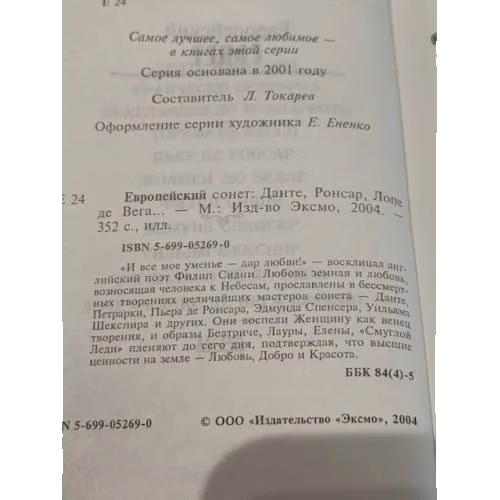 Е 24
Самое лучшее, самое любимое —
в книгах этой серии
Серия основана в 2001 году
Составитель Л. Токарев
Оформление серии художника Е. Ененко
Е 24
Европейский сонет: Данте, Ронсар, Лопе
де Вега... — М.: Изд-во Эксмо, 2004. —
352 с., илл.
ISBN 5-699-05269-0
«И все мое уменье — дар любви!» — восклицал анг-
лийский поэт Филип Сидни. Любовь земная и любовь,
возносящая человека к Небесам, прославлены в бессмерт-
ных творениях величайших мастеров сонета — Данте,
Петрарки, Пьера де Ронсара, Эдмунда Спенсера, Уильяма
Шекспира и других. Они воспели Женщину как венец
творения, и образы Беатриче, Лауры, Елены, «Смуглой
Леди» пленяют до сего дня, подтверждая, что высшие
ценности на земле — Любовь, Добро и Красота.
ББК 84(4)-5
N 5-699-05269-0
© ООО «Издательство «Эксмо», 2004